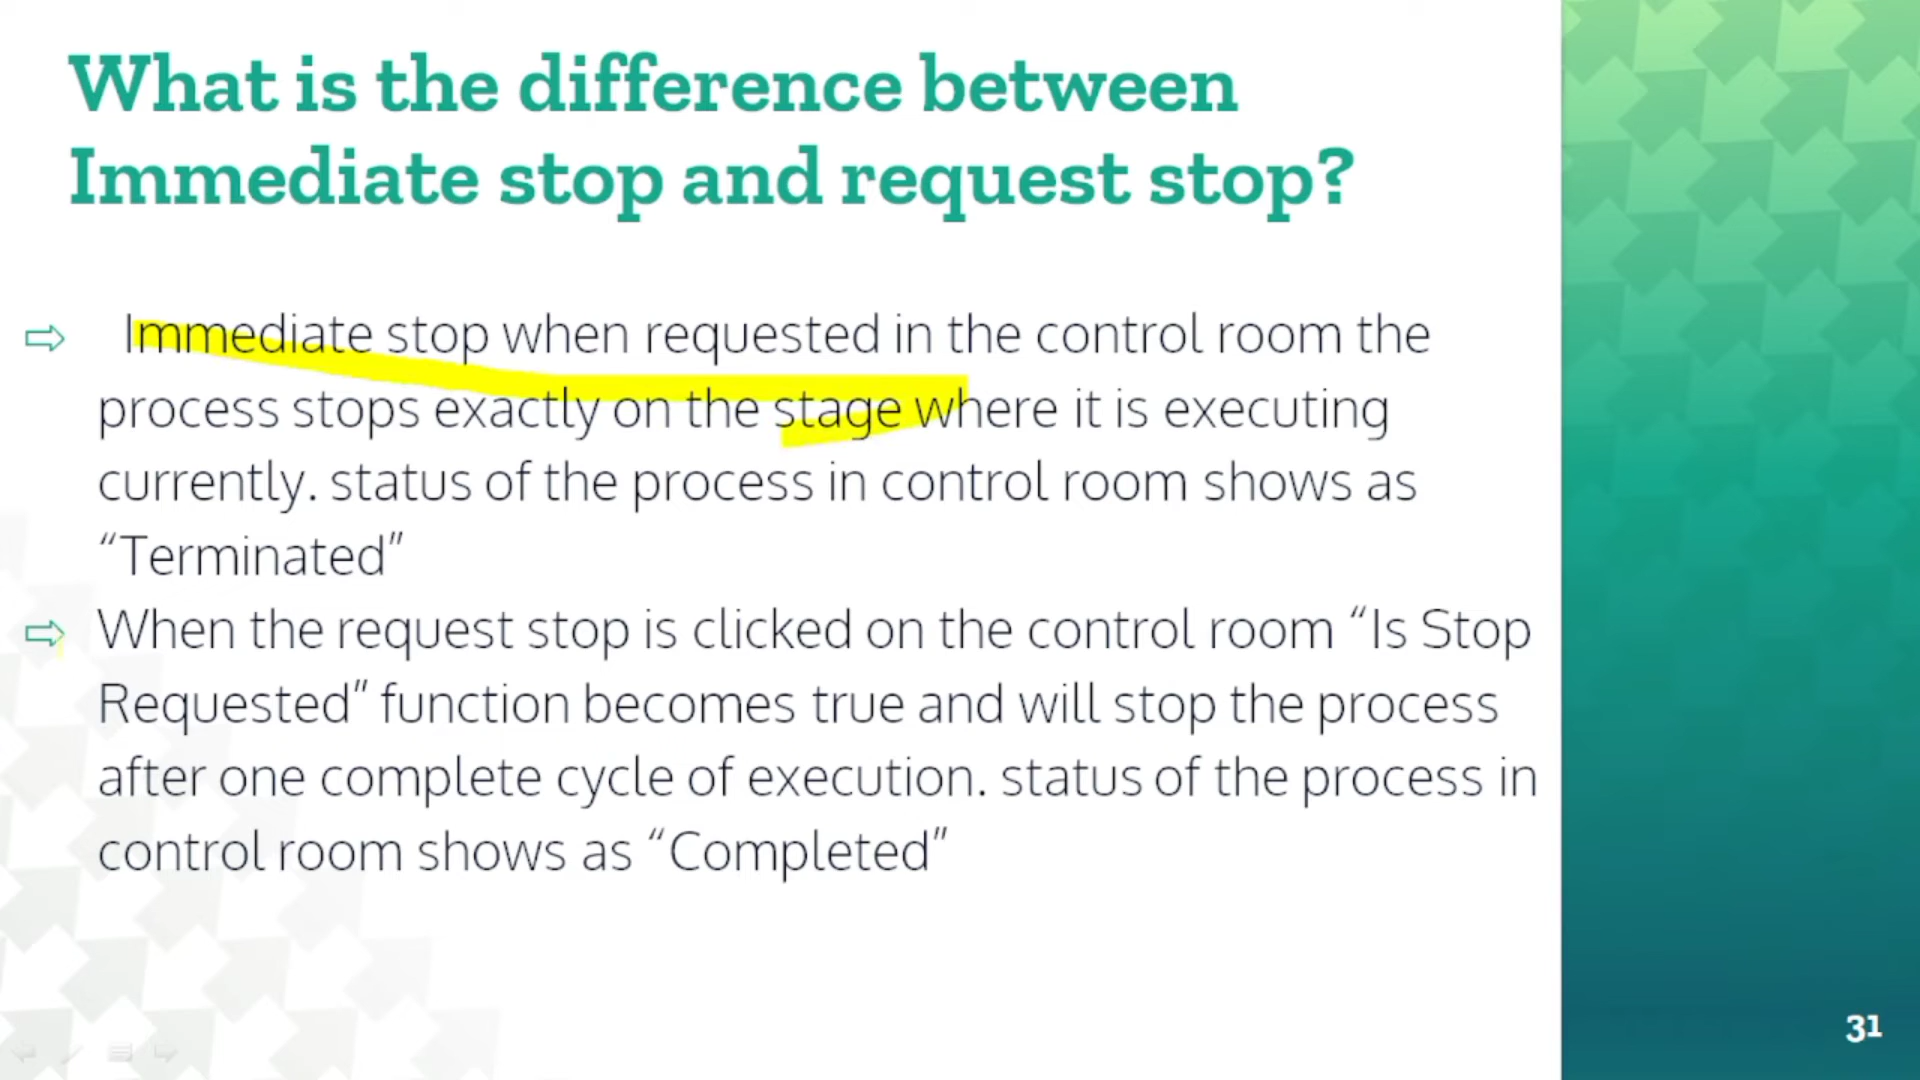 What is the difference between
Immediate stop and request stop?
Immediate stop when requested in the control room the
process stops exactly on the stage where it is executing
currently. status of the process in control room shows as
“Terminated”
When the request stop is clicked on the control room “Is Stop
Requested” function becomes true and will stop the process
after one complete cycle of execution. status of the process in
control room shows as “Completed”
31